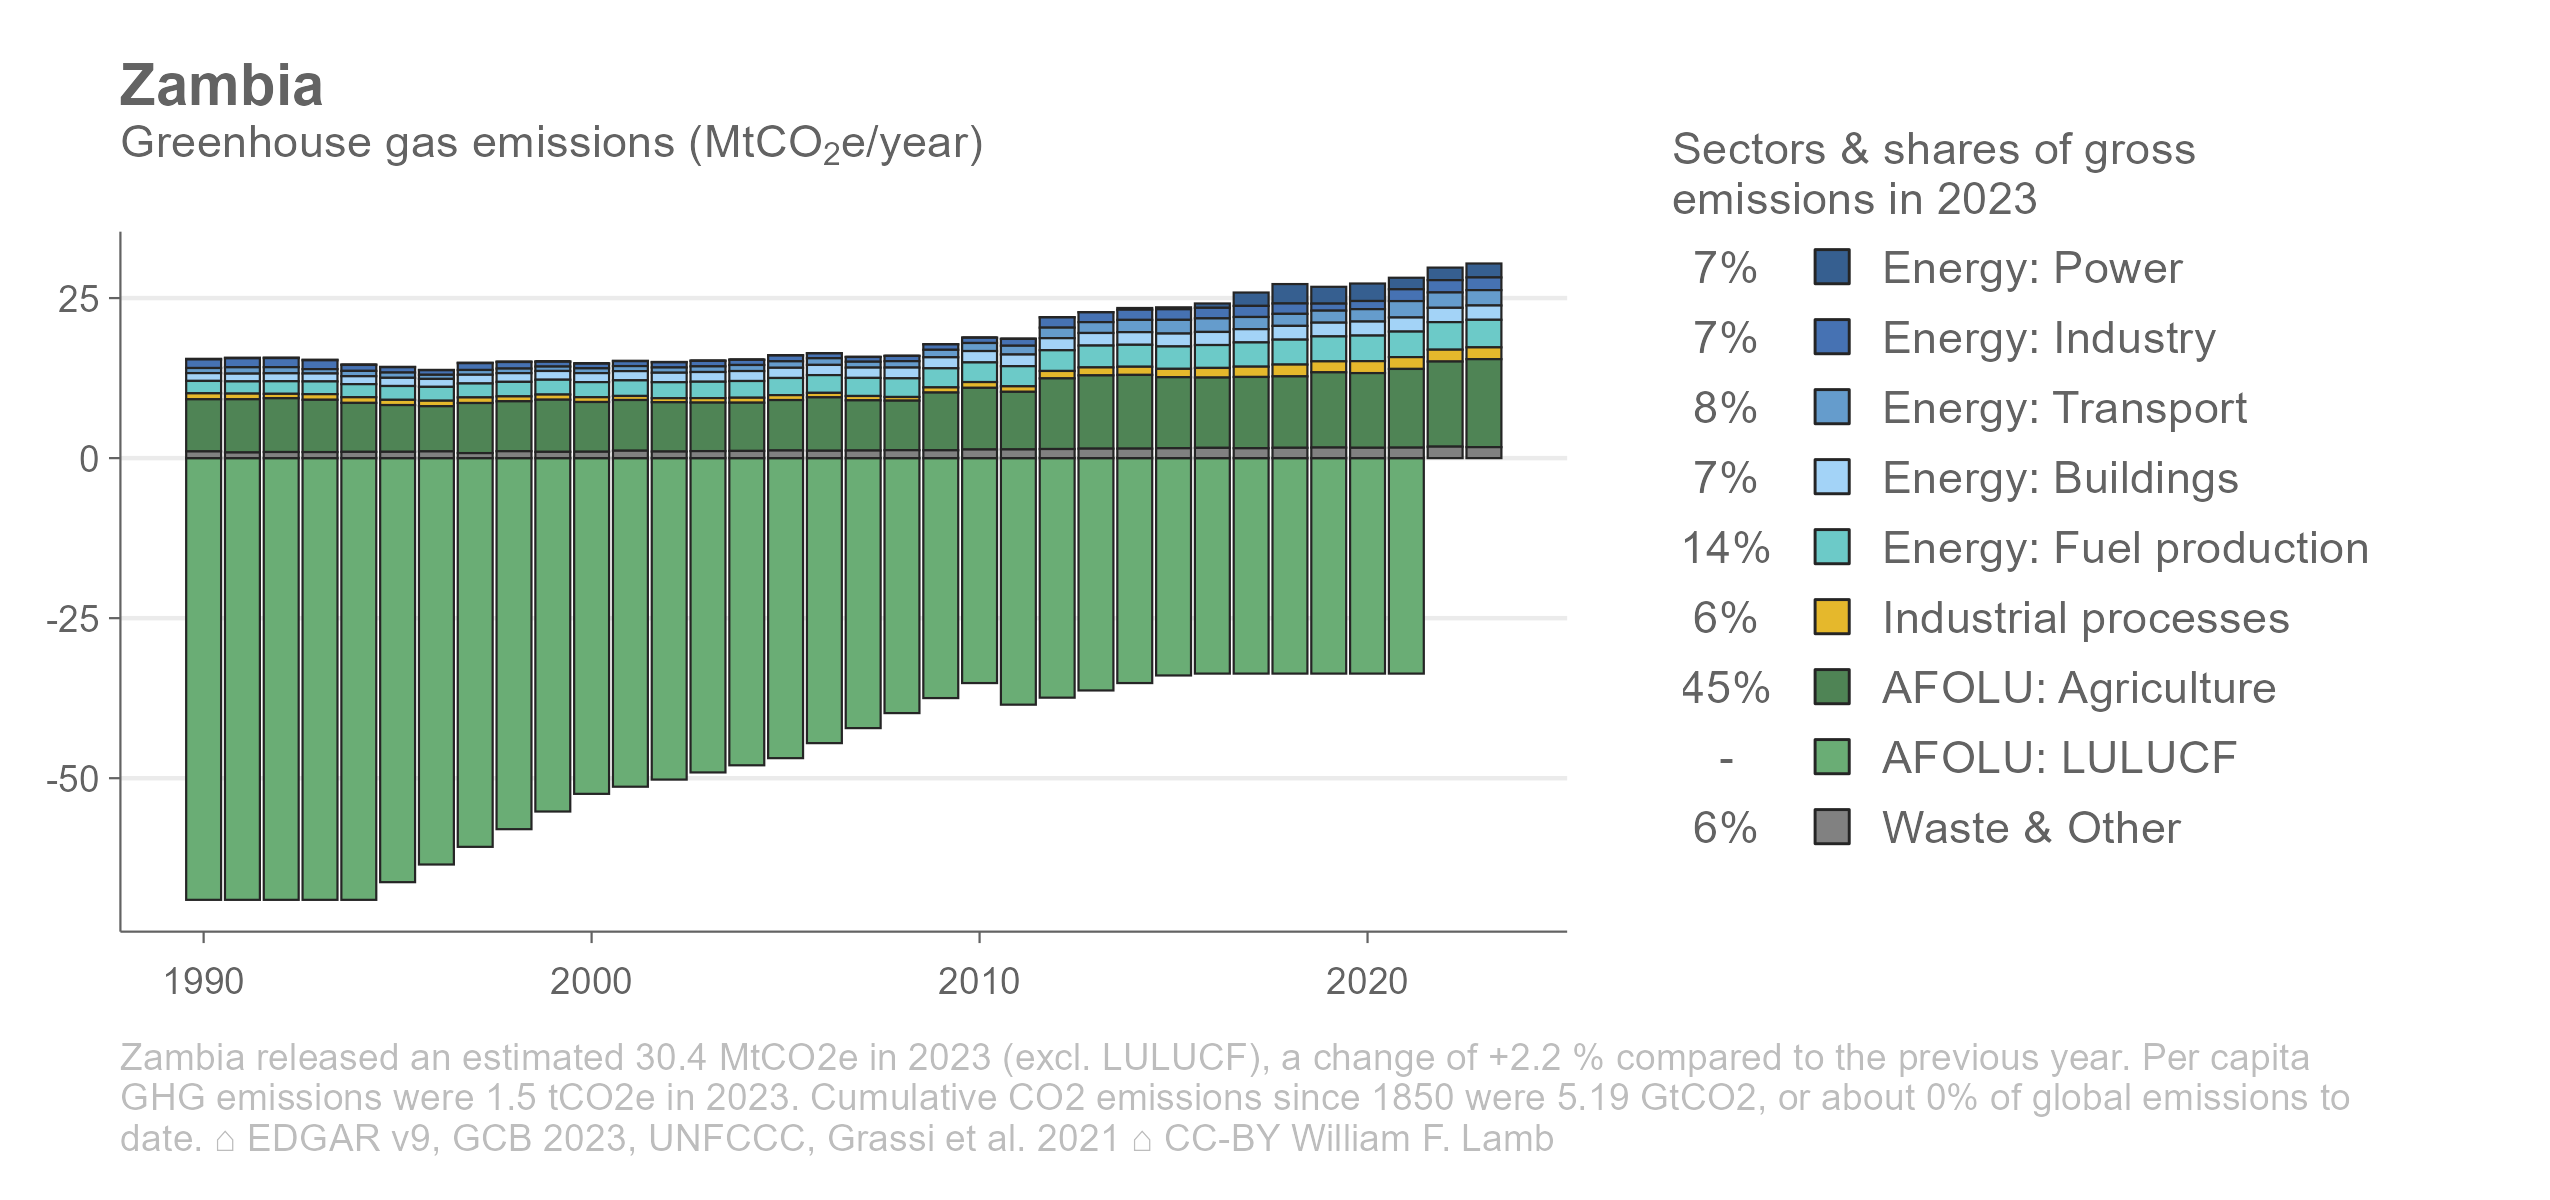 Zambia
Greenhouse gas emissions (MtCO₂e/year)
Sectors & shares of gross
emissions in 2023
7% Energy: Power
7% Energy: Industry
8% Energy: Transport
7% Energy: Buildings
14% Energy: Fuel production
6% Industrial processes
45% AFOLU: Agriculture
- AFOLU: LULUCF
6% Waste & Other
25
0
-25
-50
1990 2000 2010 2020
Zambia released an estimated 30.4 MtCO2e in 2023 (excl. LULUCF), a change of +2.2 % compared to the previous year. Per capita
GHG emissions were 1.5 tCO2e in 2023. Cumulative CO2 emissions since 1850 were 5.19 GtCO2, or about 0% of global emissions to
date. ⌂ EDGAR v9, GCB 2023, UNFCCC, Grassi et al. 2021 ⌂ CC-BY William F. Lamb